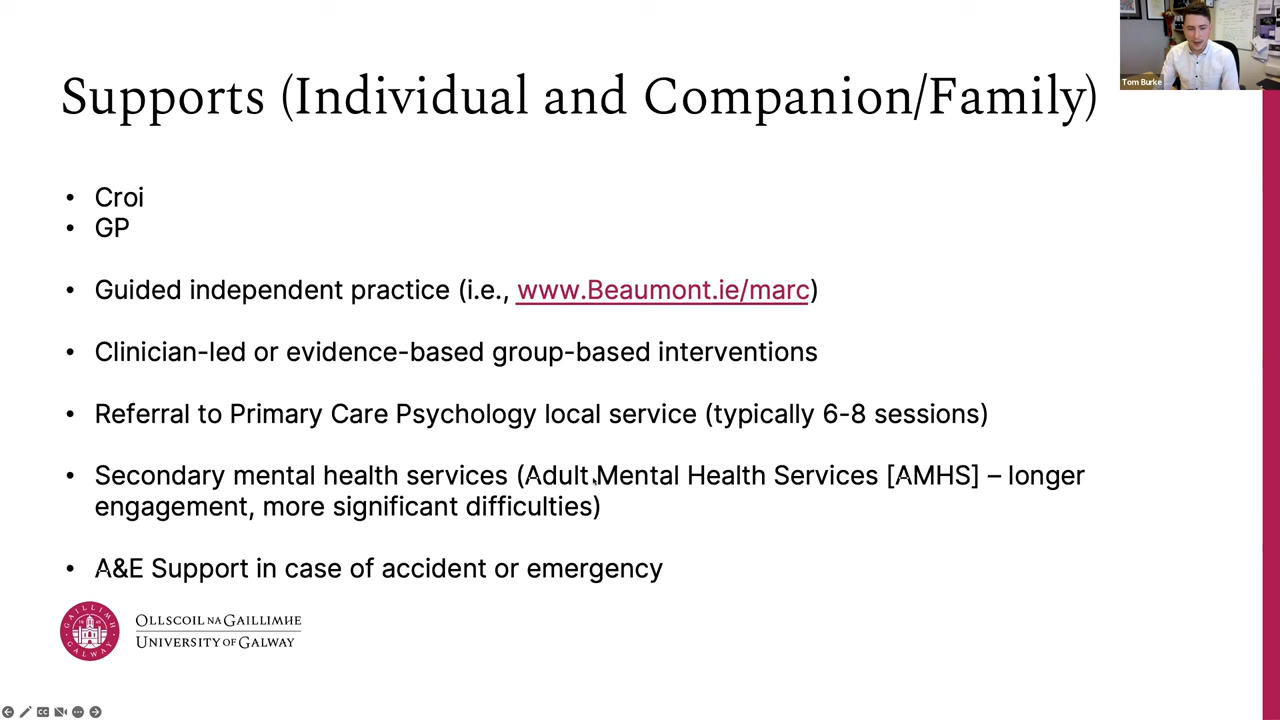 Tom Burke
Supports (Individual and Companion/Family)
• Croi
• GP
• Guided independent practice (i.e., www.Beaumont.ie/marc)
• Clinician-led or evidence-based group-based interventions
• Referral to Primary Care Psychology local service (typically 6-8 sessions)
• Secondary mental health services (Adult Mental Health Services [AMHS] – longer
engagement, more significant difficulties)
• A&E Support in case of accident or emergency
GAILLIMH
GALWAY
OLLSCOIL NA GAILLIMHE
UNIVERSITY OF GALWAY
CC